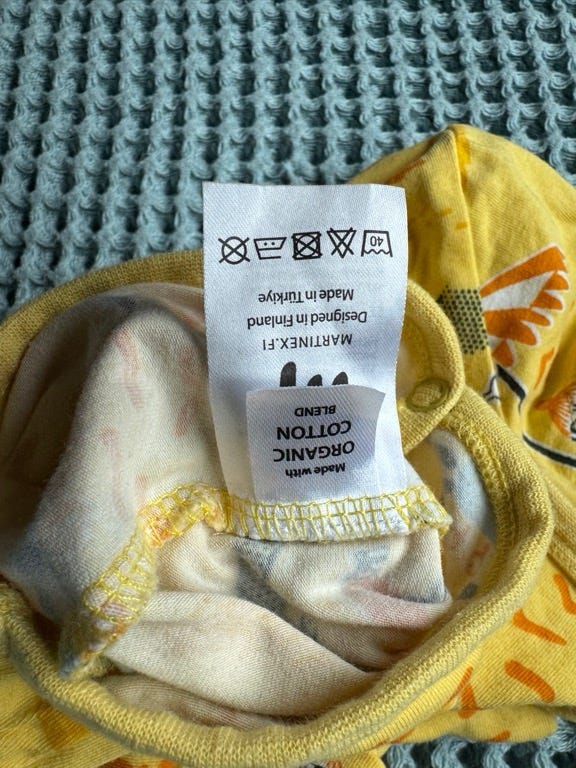 Made with
ORGANIC
COTTON
BLEND
MARTINEX.FI
Designed in Finland
Made in Türkiye
40